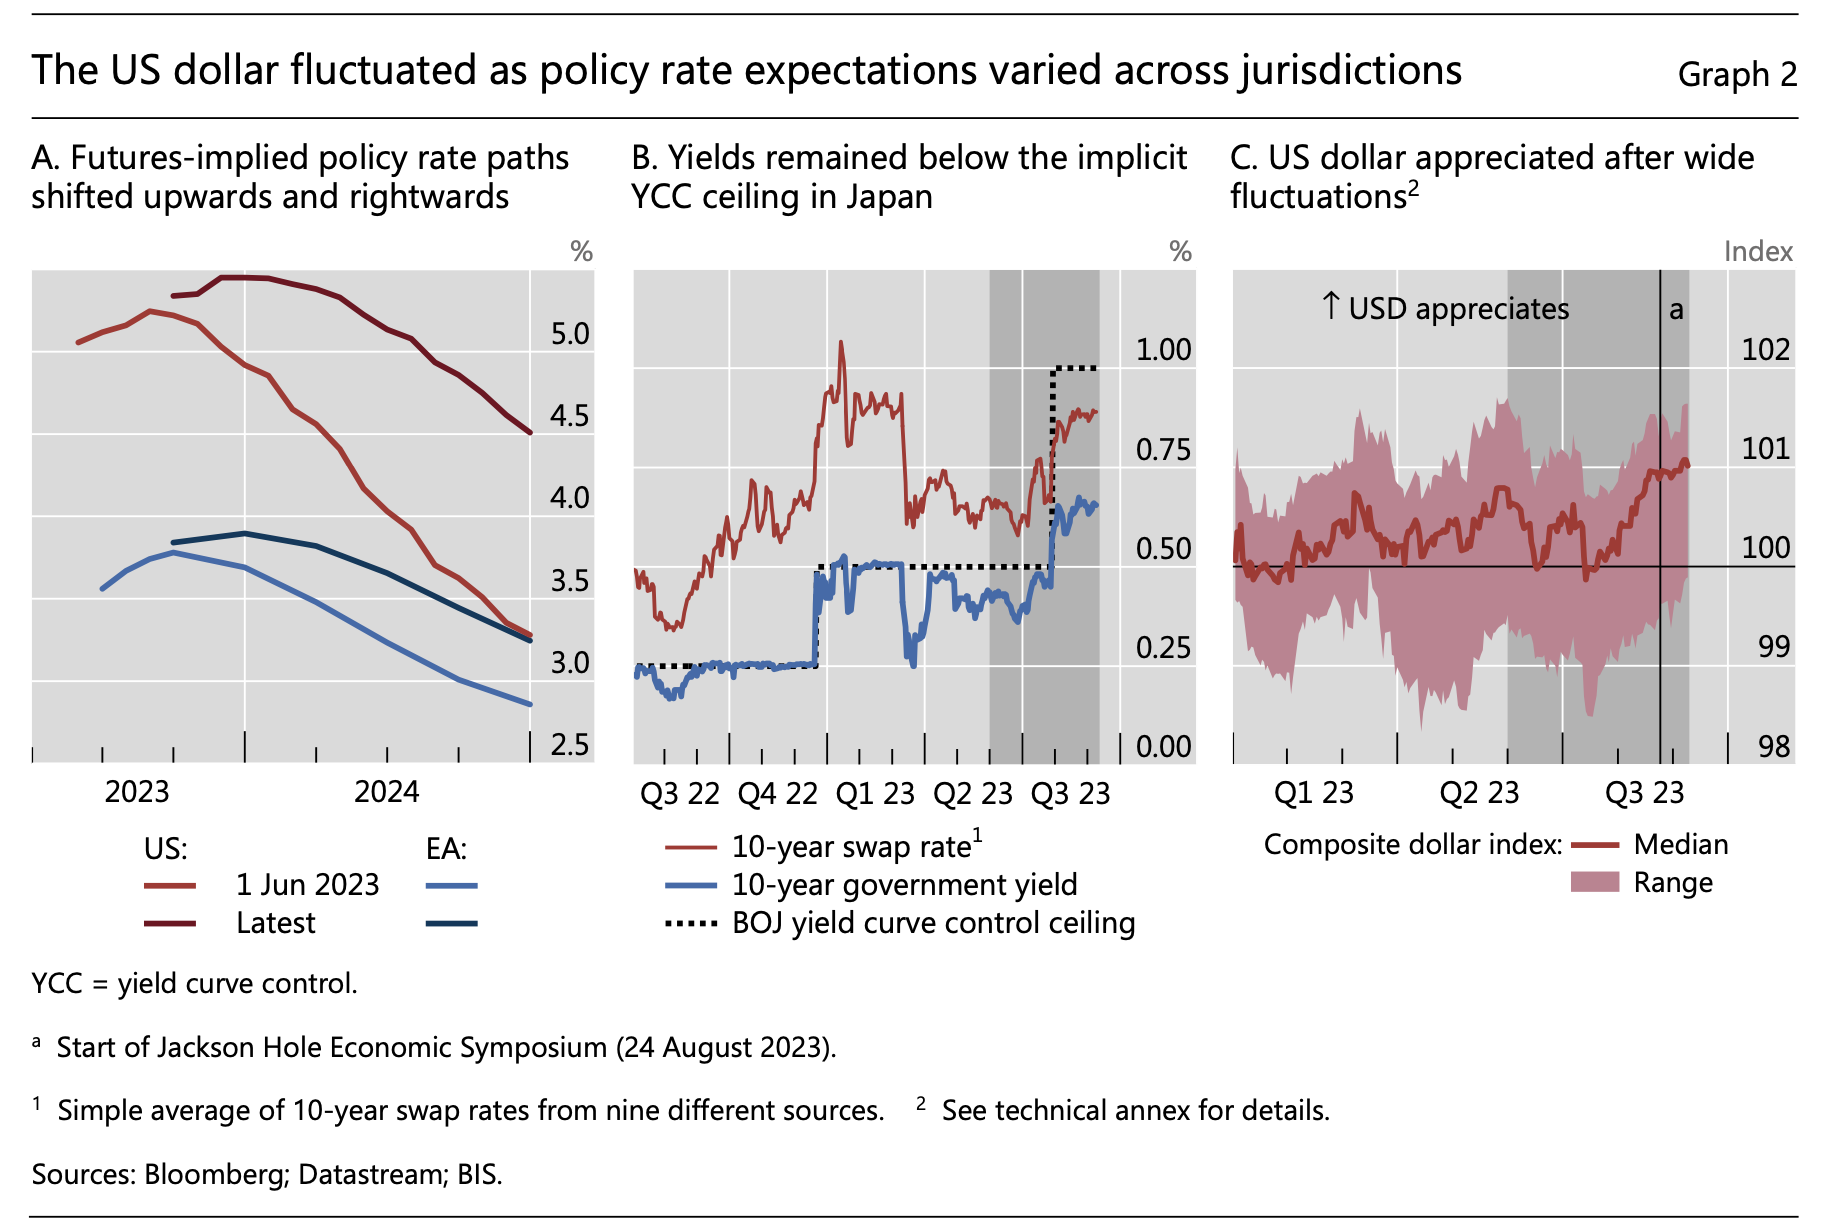 The US dollar fluctuated as policy rate expectations varied across jurisdictions
Graph 2
A. Futures-implied policy rate paths
shifted upwards and rightwards
%
5.0
4.5
4.0
3.5
3.0
2.5
2023 2024
US: EA:
1 Jun 2023
Latest
B. Yields remained below the implicit
YCC ceiling in Japan
%
1.00
0.75
0.50
0.25
0.00
Q3 22 Q4 22 Q1 23 Q2 23 Q3 23
10-year swap rate¹
10-year government yield
BOJ yield curve control ceiling
C. US dollar appreciated after wide
fluctuations²
Index
↑ USD appreciates a
102
101
100
99
98
Q1 23 Q2 23 Q3 23
Composite dollar index: Median
Range
YCC = yield curve control.
ᵃ Start of Jackson Hole Economic Symposium (24 August 2023).
¹ Simple average of 10-year swap rates from nine different sources. ² See technical annex for details.
Sources: Bloomberg; Datastream; BIS.